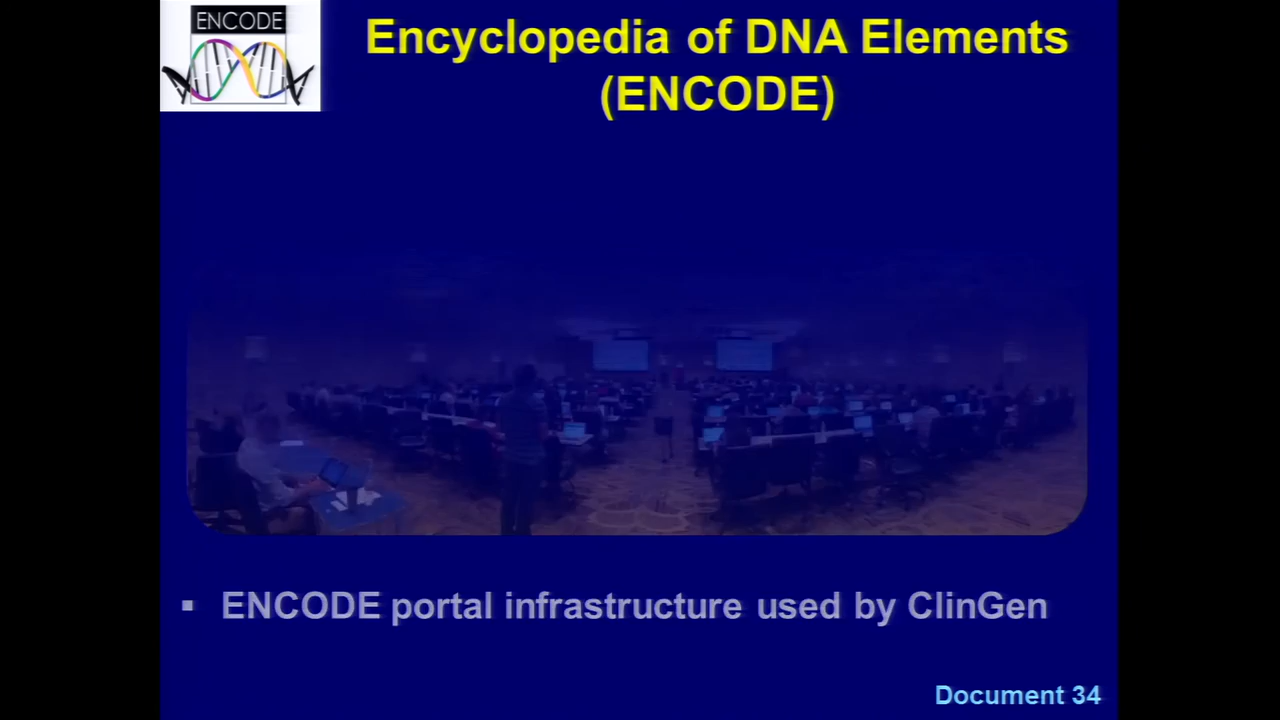 ENCODE
Encyclopedia of DNA Elements
(ENCODE)
▪ ENCODE portal infrastructure used by ClinGen
Document 34